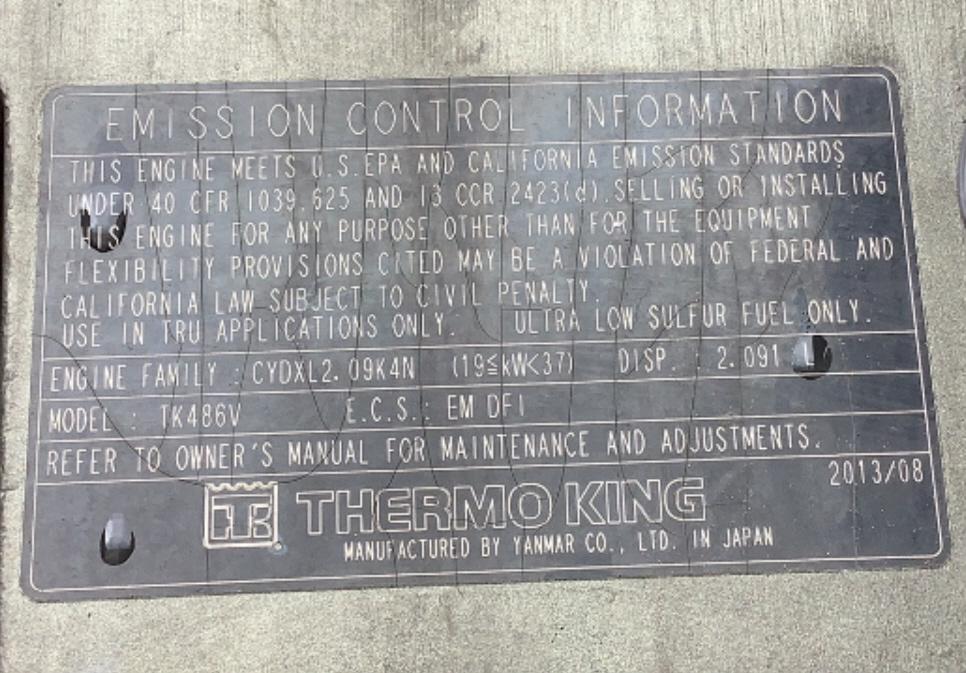 EMISSION CONTROL INFORMATION
THIS ENGINE MEETS U.S.EPA AND CALIFORNIA EMISSION STANDARDS
UNDER 40 CFR 1039.625 AND 13 CCR 2423(d).SELLING OR INSTALLING
THIS ENGINE FOR ANY PURPOSE OTHER THAN FOR THE EQUIPMENT
FLEXIBILITY PROVISIONS CITED MAY BE A VIOLATION OF FEDERAL AND
CALIFORNIA LAW SUBJECT TO CIVIL PENALTY.
USE IN TRU APPLICATIONS ONLY. ULTRA LOW SULFUR FUEL ONLY.
ENGINE FAMILY : CYDXL2.09K4N (19≦kW<37) DISP. : 2.091
MODEL : TK486V E.C.S.: EM DFI
REFER TO OWNER'S MANUAL FOR MAINTENANCE AND ADJUSTMENTS.
2013/08
TK THERMO KING
MANUFACTURED BY YANMAR CO., LTD. IN JAPAN